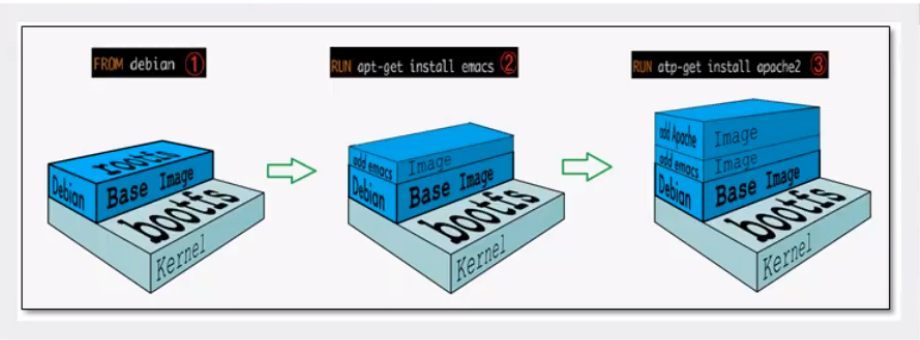 FROM debian ①
RUN apt-get install emacs ②
RUN atp-get install apache2 ③
rootfs
Debian
Base Image
bootfs
Kernel
add emacs
Image
Debian
Base Image
bootfs
Kernel
add Apache
Image
add emacs
Image
Debian
Base Image
bootfs
Kernel